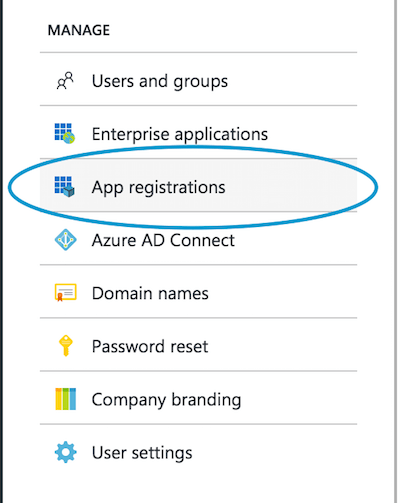 MANAGE
Users and groups
Enterprise applications
App registrations
Azure AD Connect
Domain names
Password reset
Company branding
User settings